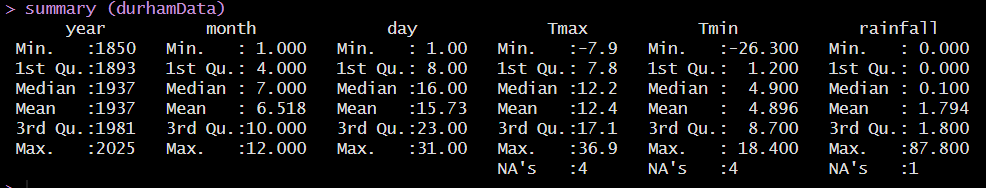 > summary (durhamData)
      year          month             day             Tmax           Tmin            rainfall
 Min.   :1850   Min.   : 1.000   Min.   : 1.00   Min.   :-7.9   Min.   :-26.300   Min.   : 0.000
 1st Qu.:1893   1st Qu.: 4.000   1st Qu.: 8.00   1st Qu.: 7.8   1st Qu.:  1.200   1st Qu.: 0.000
 Median :1937   Median : 7.000   Median :16.00   Median :12.2   Median :  4.900   Median : 0.100
 Mean   :1937   Mean   : 6.518   Mean   :15.73   Mean   :12.4   Mean   :  4.896   Mean   : 1.794
 3rd Qu.:1981   3rd Qu.:10.000   3rd Qu.:23.00   3rd Qu.:17.1   3rd Qu.:  8.700   3rd Qu.: 1.800
 Max.   :2025   Max.   :12.000   Max.   :31.00   Max.   :36.9   Max.   : 18.400   Max.   :87.800
                                                 NA's   :4      NA's   :4         NA's   :1
>